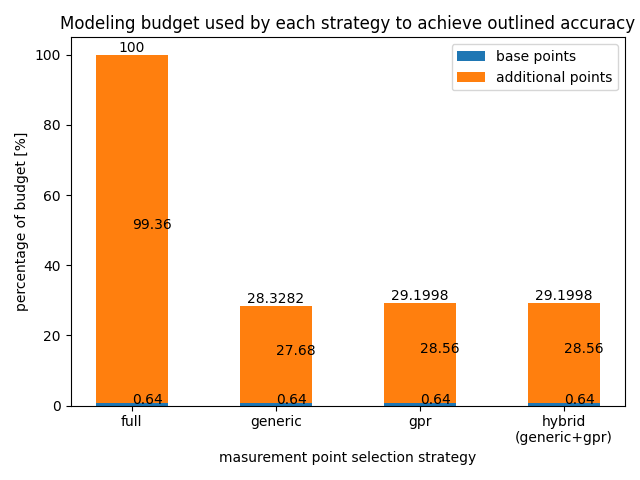 Modeling budget used by each strategy to achieve outlined accuracy
percentage of budget [%]
100
80
60
40
20
0
base points
additional points
100
99.36
0.64
28.3282
27.68
0.64
29.1998
28.56
0.64
29.1998
28.56
0.64
full
generic
gpr
hybrid
(generic+gpr)
masurement point selection strategy